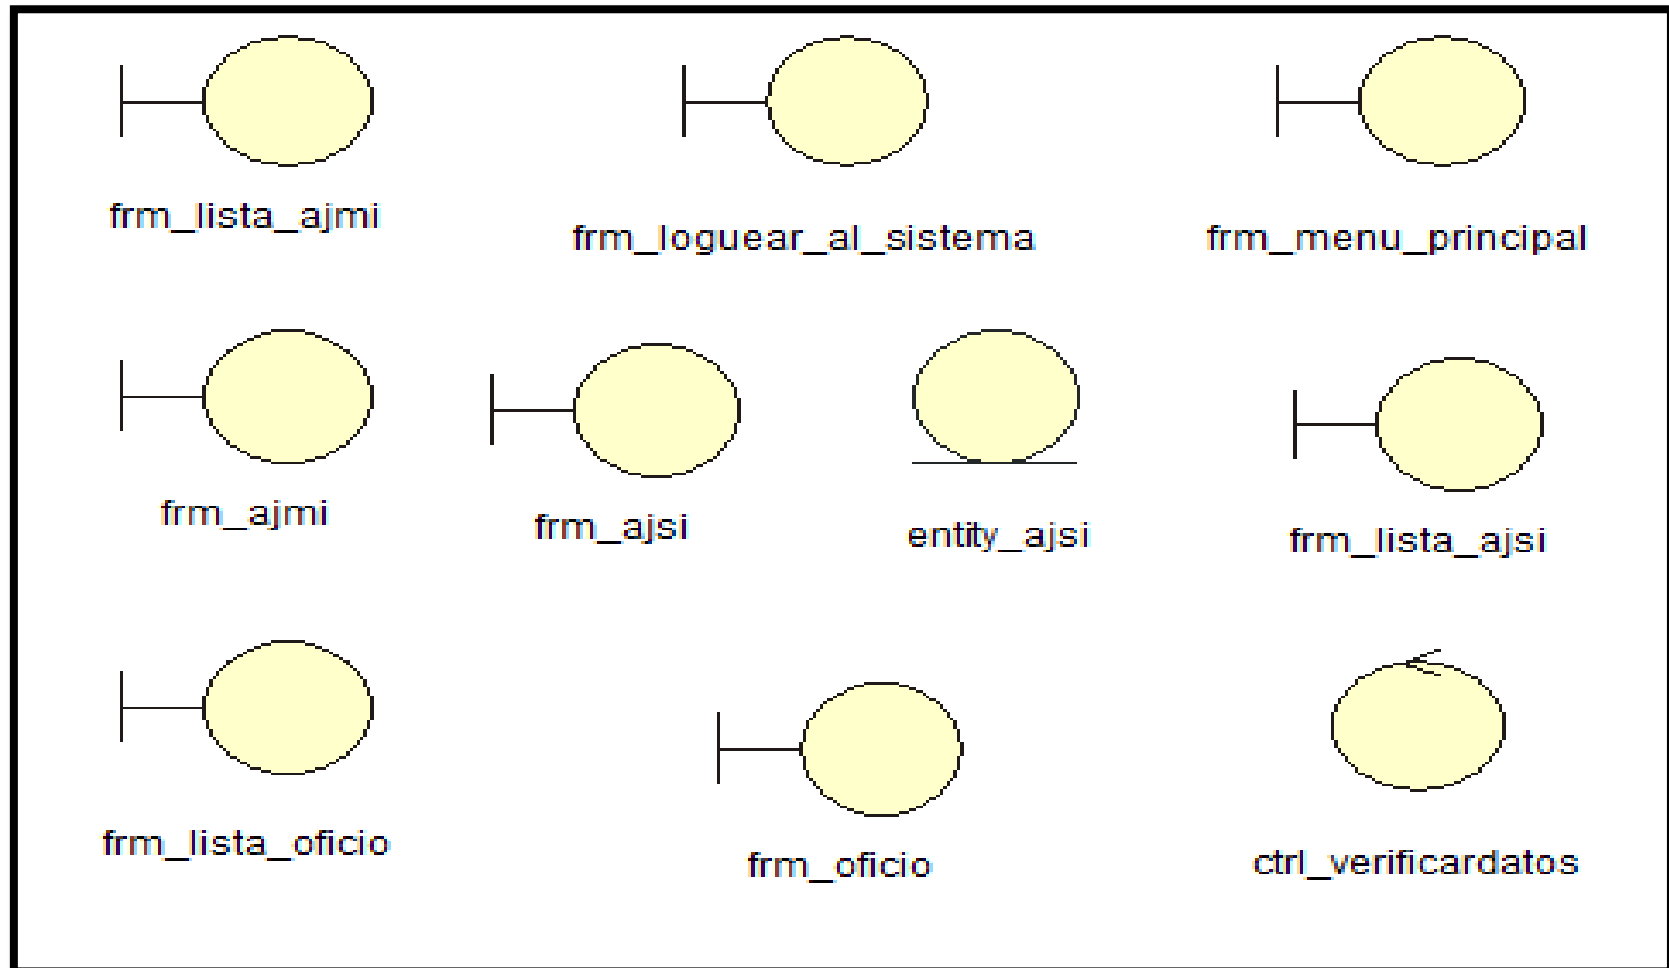 frm_lista_ajmi
frm_loguear_al_sistema
frm_menu_principal
frm_ajmi
frm_ajsi
entity_ajsi
frm_lista_ajsi
frm_lista_oficio
frm_oficio
ctrl_verificardatos